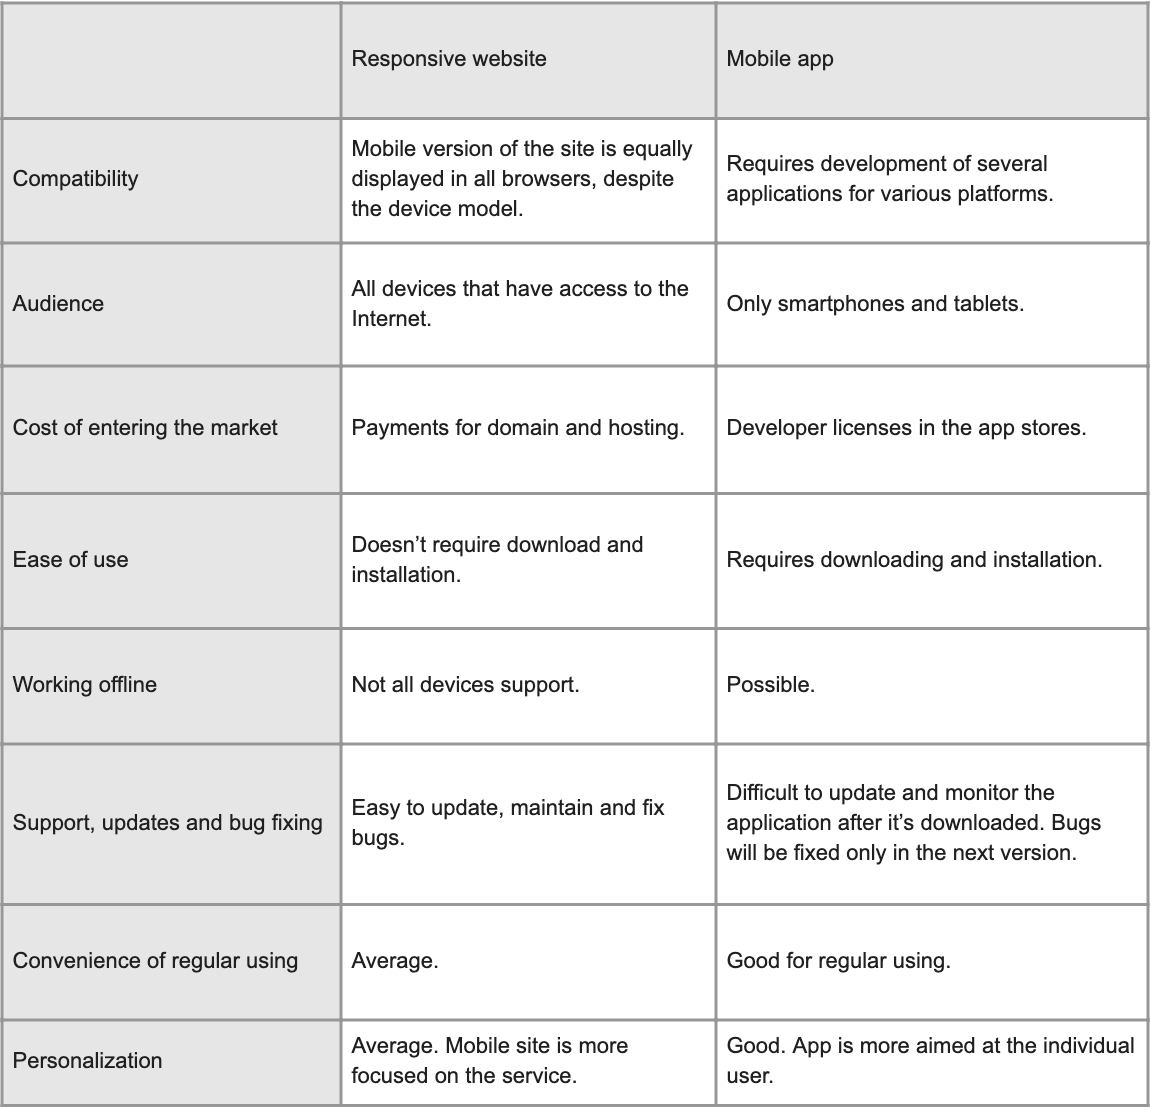 Responsive website
Mobile app
Compatibility
Mobile version of the site is equally
displayed in all browsers, despite
the device model.
Requires development of several
applications for various platforms.
Audience
All devices that have access to the
Internet.
Only smartphones and tablets.
Cost of entering the market
Payments for domain and hosting.
Developer licenses in the app stores.
Ease of use
Doesn’t require download and
installation.
Requires downloading and installation.
Working offline
Not all devices support.
Possible.
Support, updates and bug fixing
Easy to update, maintain and fix
bugs.
Difficult to update and monitor the
application after it’s downloaded. Bugs
will be fixed only in the next version.
Convenience of regular using
Average.
Good for regular using.
Personalization
Average. Mobile site is more
focused on the service.
Good. App is more aimed at the individual
user.